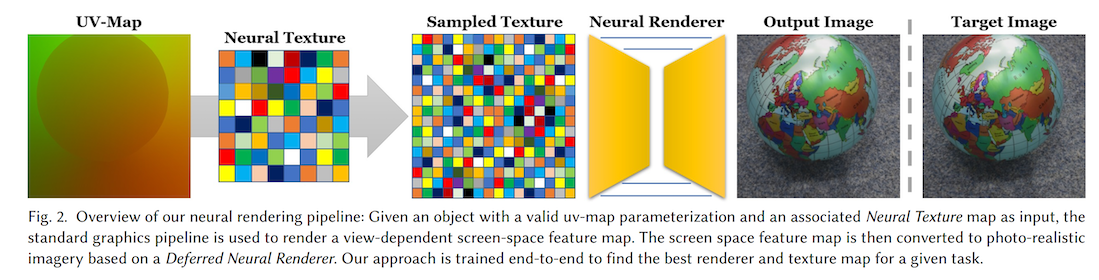 UV-Map
Neural Texture
Sampled Texture
Neural Renderer
Output Image
Target Image
Fig. 2. Overview of our neural rendering pipeline: Given an object with a valid uv-map parameterization and an associated Neural Texture map as input, the
standard graphics pipeline is used to render a view-dependent screen-space feature map. The screen space feature map is then converted to photo-realistic
imagery based on a Deferred Neural Renderer. Our approach is trained end-to-end to find the best renderer and texture map for a given task.